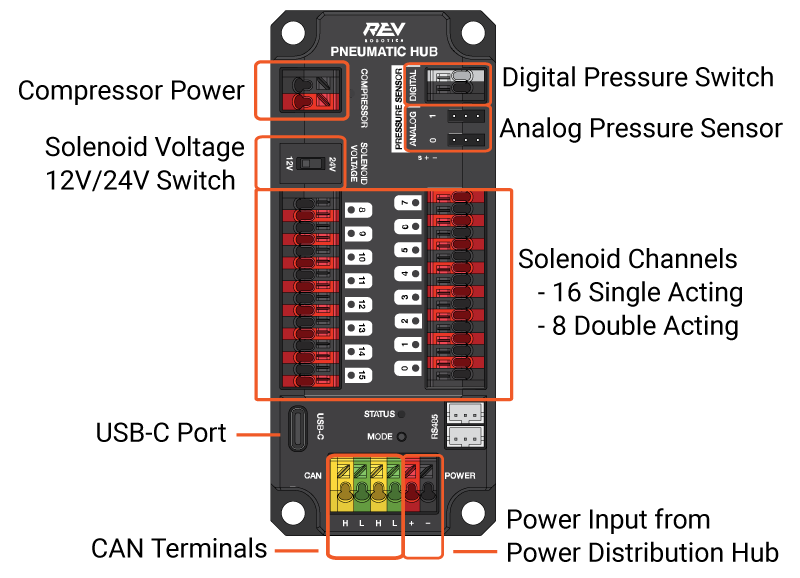 REV
ROBOTICS
PNEUMATIC HUB
Compressor Power
COMPRESSOR
PRESSURE SENSOR
DIGITAL
Digital Pressure Switch
ANALOG
1
0
S + -
Analog Pressure Sensor
Solenoid Voltage
12V/24V Switch
12V
24V
SOLENOID
VOLTAGE
8
9
10
11
12
13
14
15
7
6
5
4
3
2
1
0
Solenoid Channels
- 16 Single Acting
- 8 Double Acting
USB-C Port
USB-C
STATUS
MODE
RS485
CAN
POWER
H L H L + -
CAN Terminals
Power Input from
Power Distribution Hub